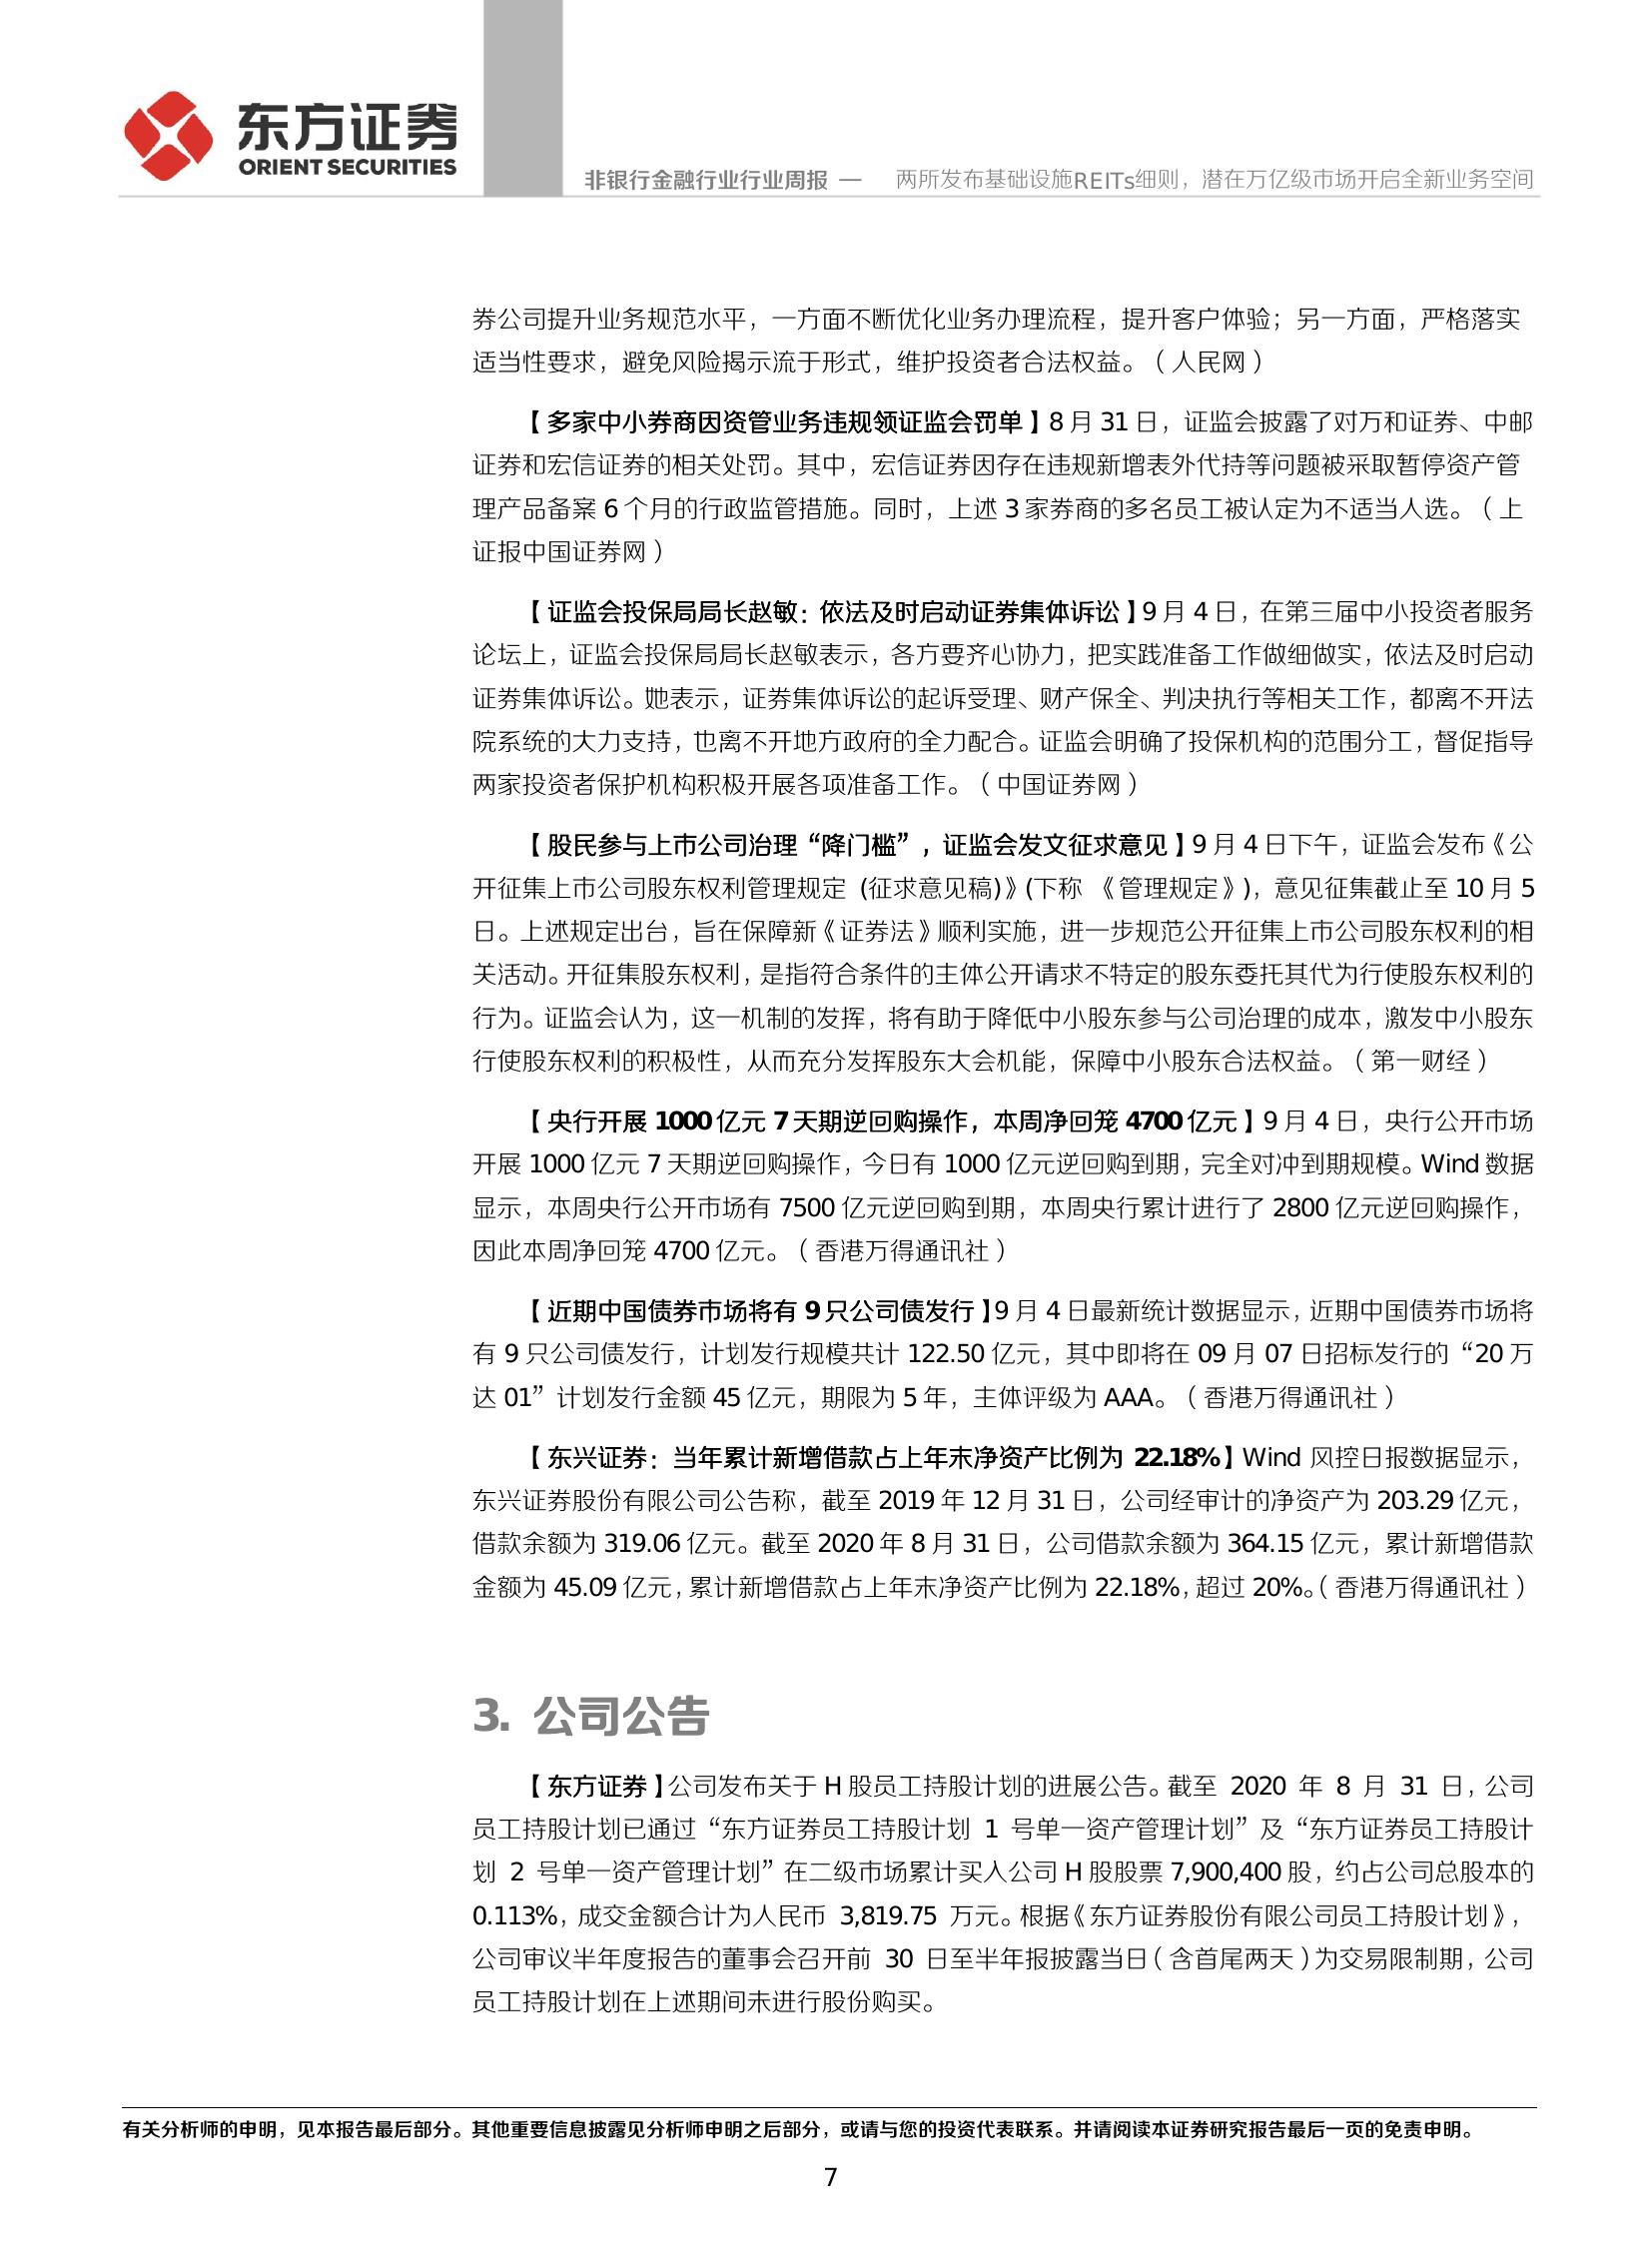 东方证券
ORIENT SECURITIES
非银行金融行业行业周报 — 两所发布基础设施REITs细则，潜在万亿级市场开启全新业务空间
券公司提升业务规范水平，一方面不断优化业务办理流程，提升客户体验；另一方面，严格落实
适当性要求，避免风险揭示流于形式，维护投资者合法权益。（人民网）
【多家中小券商因资管业务违规领证监会罚单】8 月 31 日，证监会披露了对万和证券、中邮
证券和宏信证券的相关处罚。其中，宏信证券因存在违规新增表外代持等问题被采取暂停资产管
理产品备案 6 个月的行政监管措施。同时，上述 3 家券商的多名员工被认定为不适当人选。（上
证报中国证券网）
【证监会投保局局长赵敏：依法及时启动证券集体诉讼】9 月 4 日，在第三届中小投资者服务
论坛上，证监会投保局局长赵敏表示，各方要齐心协力，把实践准备工作做细做实，依法及时启动
证券集体诉讼。她表示，证券集体诉讼的起诉受理、财产保全、判决执行等相关工作，都离不开法
院系统的大力支持，也离不开地方政府的全力配合。证监会明确了投保机构的范围分工，督促指导
两家投资者保护机构积极开展各项准备工作。（中国证券网）
【股民参与上市公司治理“降门槛”，证监会发文征求意见】9 月 4 日下午，证监会发布《公
开征集上市公司股东权利管理规定 (征求意见稿)》(下称 《管理规定》)，意见征集截止至 10 月 5
日。上述规定出台，旨在保障新《证券法》顺利实施，进一步规范公开征集上市公司股东权利的相
关活动。开征集股东权利，是指符合条件的主体公开请求不特定的股东委托其代为行使股东权利的
行为。证监会认为，这一机制的发挥，将有助于降低中小股东参与公司治理的成本，激发中小股东
行使股东权利的积极性，从而充分发挥股东大会机能，保障中小股东合法权益。（第一财经）
【央行开展 1000 亿元 7 天期逆回购操作，本周净回笼 4700 亿元】9 月 4 日，央行公开市场
开展 1000 亿元 7 天期逆回购操作，今日有 1000 亿元逆回购到期，完全对冲到期规模。Wind 数据
显示，本周央行公开市场有 7500 亿元逆回购到期，本周央行累计进行了 2800 亿元逆回购操作，
因此本周净回笼 4700 亿元。（香港万得通讯社）
【近期中国债券市场将有 9 只公司债发行】9 月 4 日最新统计数据显示，近期中国债券市场将
有 9 只公司债发行，计划发行规模共计 122.50 亿元，其中即将在 09 月 07 日招标发行的“20 万
达 01”计划发行金额 45 亿元，期限为 5 年，主体评级为 AAA。（香港万得通讯社）
【东兴证券：当年累计新增借款占上年末净资产比例为 22.18%】Wind 风控日报数据显示，
东兴证券股份有限公司公告称，截至 2019 年 12 月 31 日，公司经审计的净资产为 203.29 亿元，
借款余额为 319.06 亿元。截至 2020 年 8 月 31 日，公司借款余额为 364.15 亿元，累计新增借款
金额为 45.09 亿元，累计新增借款占上年末净资产比例为 22.18%，超过 20%。（香港万得通讯社）
3. 公司公告
【东方证券】公司发布关于 H 股员工持股计划的进展公告。截至 2020 年 8 月 31 日，公司
员工持股计划已通过“东方证券员工持股计划 1 号单一资产管理计划”及“东方证券员工持股计
划 2 号单一资产管理计划”在二级市场累计买入公司 H 股股票 7,900,400 股，约占公司总股本的
0.113%，成交金额合计为人民币 3,819.75 万元。根据《东方证券股份有限公司员工持股计划》，
公司审议半年度报告的董事会召开前 30 日至半年报披露当日（含首尾两天）为交易限制期，公司
员工持股计划在上述期间未进行股份购买。
有关分析师的申明，见本报告最后部分。其他重要信息披露见分析师申明之后部分，或请与您的投资代表联系。并请阅读本证券研究报告最后一页的免责申明。
7